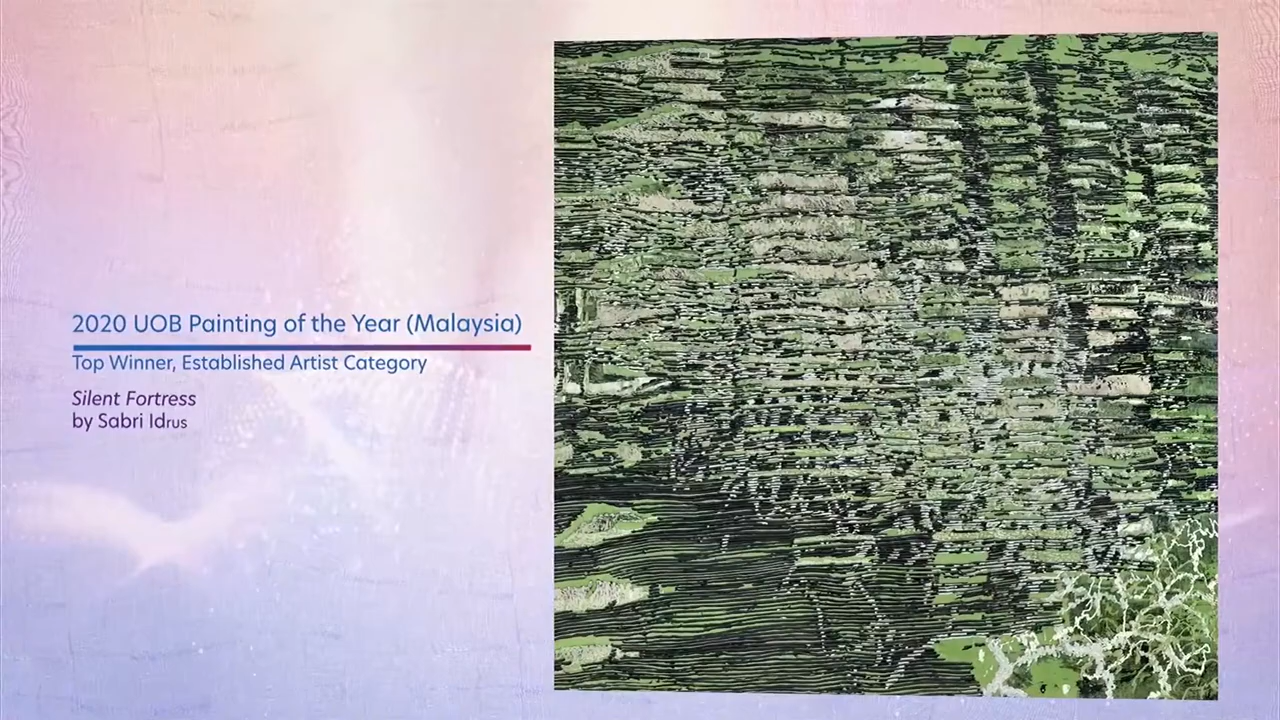 2020 UOB Painting of the Year (Malaysia)
Top Winner, Established Artist Category
Silent Fortress
by Sabri Idrus